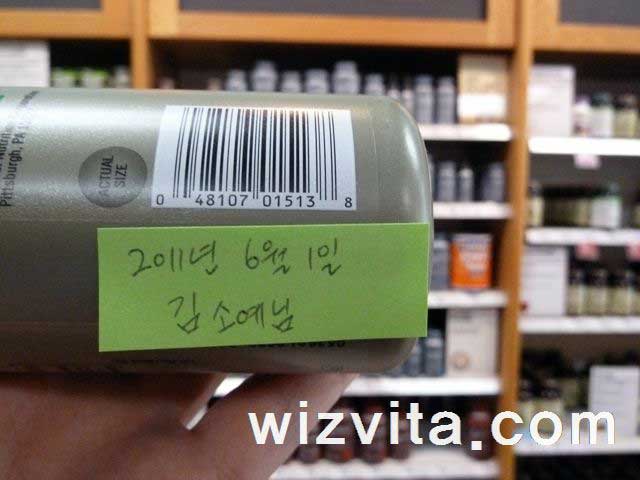 Pittsburgh, PA
ACTUAL
SIZE
0 48107 01513 8
2011년 6월 1일
김소예님
wizvita.com